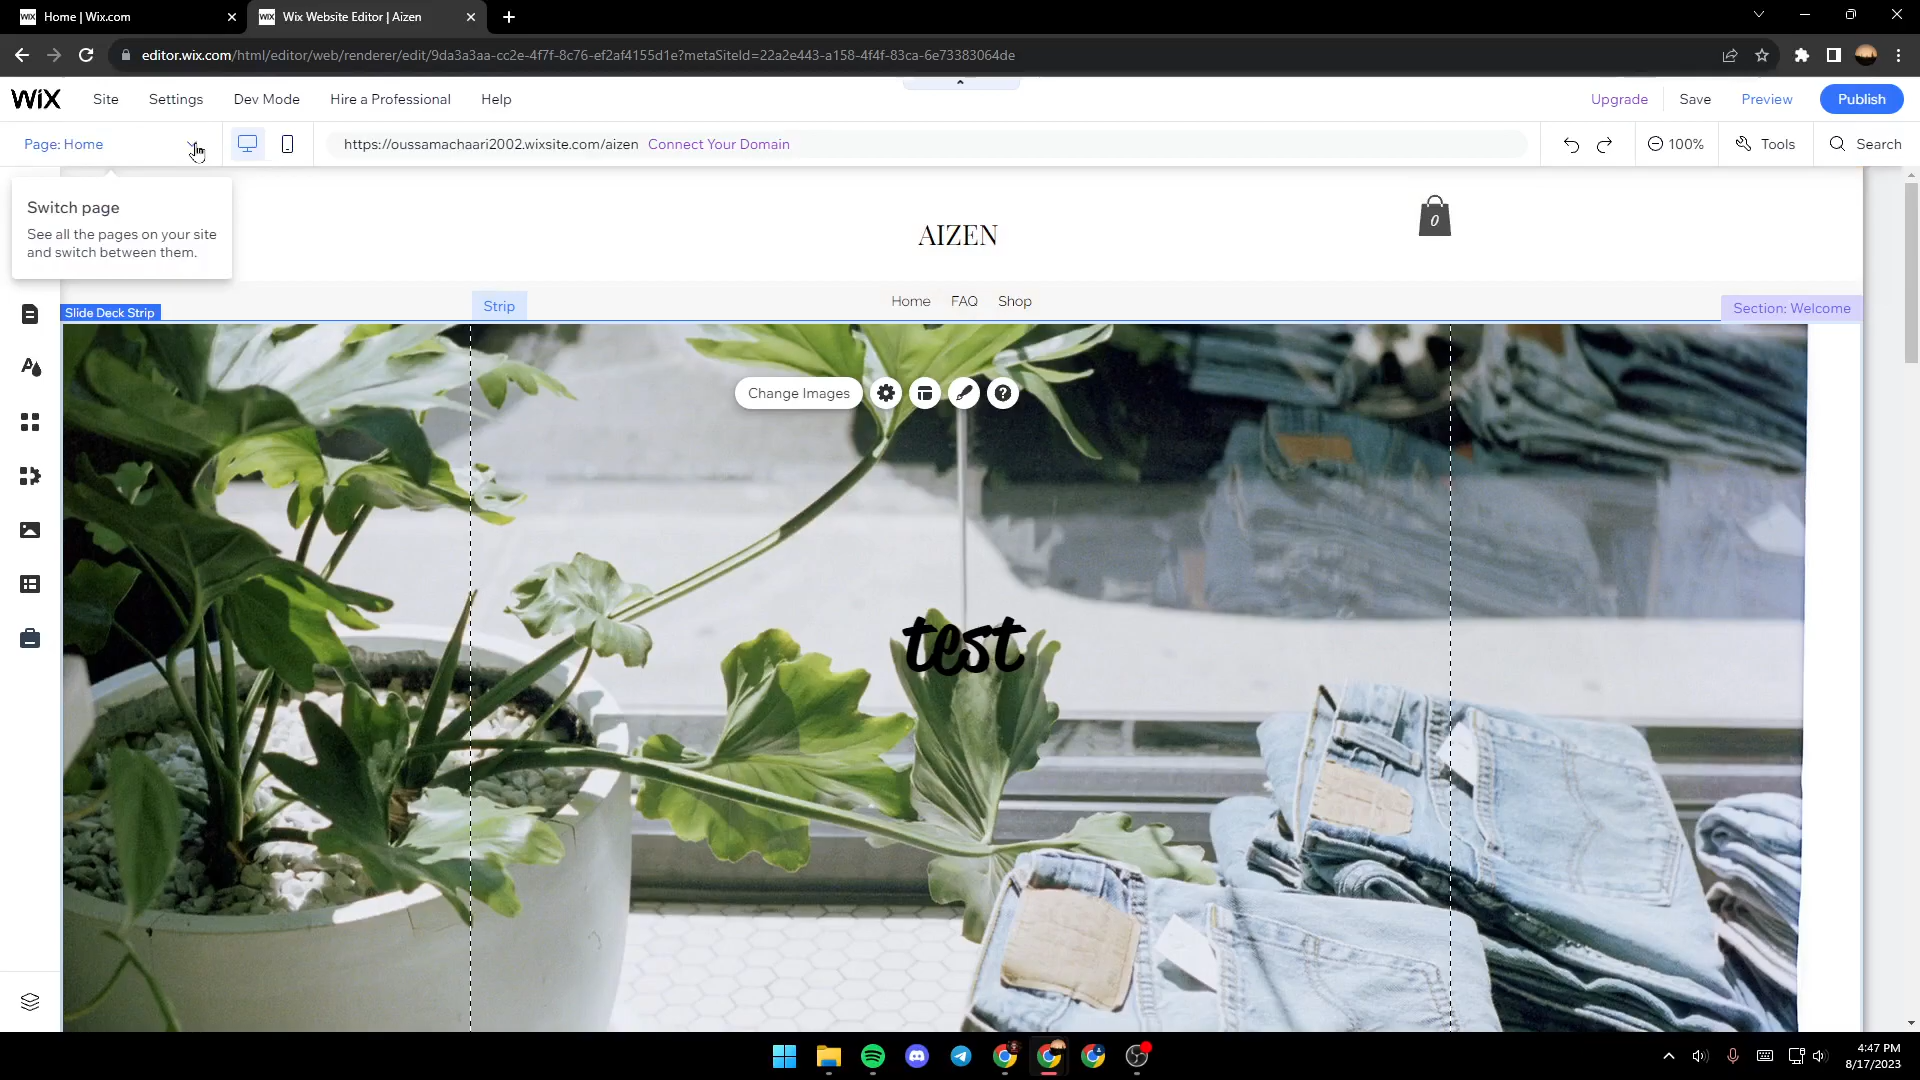 Home | Wix.com
Wix Website Editor | Aizen
editor.wix.com/html/editor/web/renderer/edit/9da3a3aa-cc2e-4f7f-8c76-ef2af4155d1e?metaSiteId=22a2e443-a158-4f4f-83ca-6e73383064de
WiX Site Settings Dev Mode Hire a Professional Help Upgrade Save Preview Publish
Page: Home https://oussamachaari2002.wixsite.com/aizen Connect Your Domain 100% Tools Search
Switch page
See all the pages on your site
and switch between them.
AIZEN
0
Home FAQ Shop
Slide Deck Strip Strip Section: Welcome
Change Images
test
4:47 PM
8/17/2023